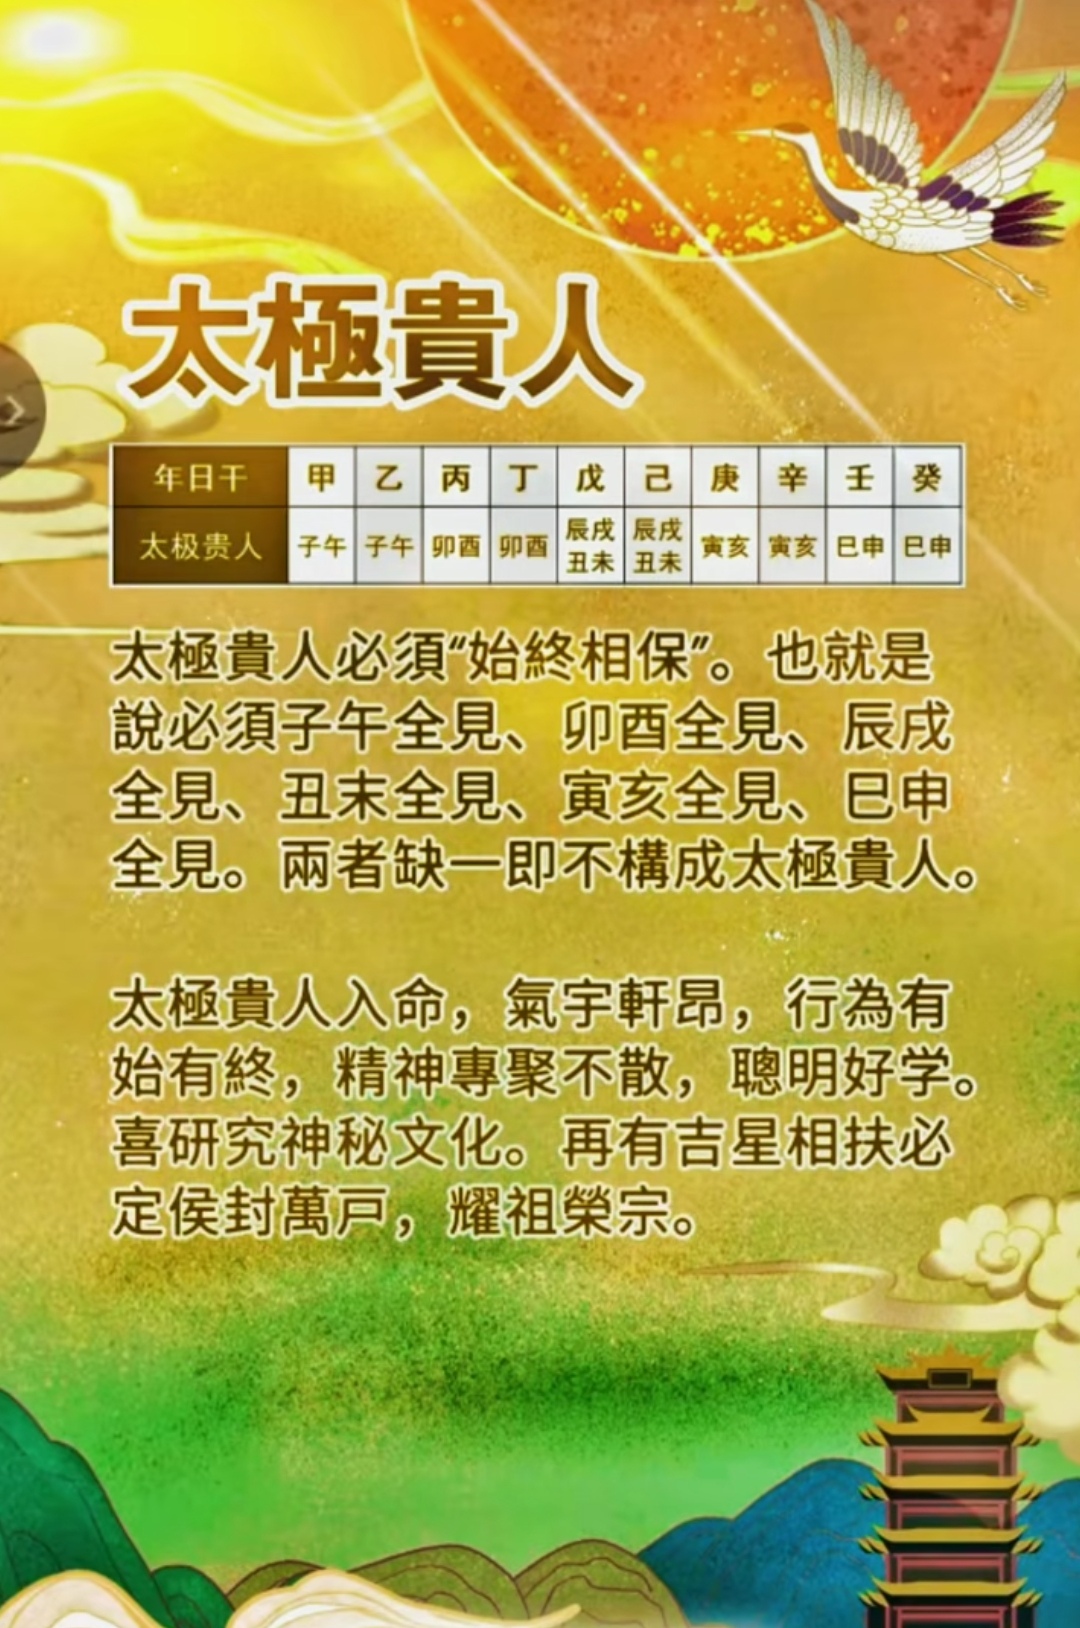 太極貴人
年日干 甲 乙 丙 丁 戊 己 庚 辛 壬 癸
太极贵人 子午 子午 卯酉 卯酉 辰戌丑未 辰戌丑未 寅亥 寅亥 巳申 巳申
太極貴人必須“始終相保”。也就是
說必須子午全見、卯酉全見、辰戌
全見、丑末全見、寅亥全見、巳申
全見。兩者缺一即不構成太極貴人。
太極貴人入命，氣宇軒昂，行為有
始有終，精神專聚不散，聰明好学。
喜研究神秘文化。再有吉星相扶必
定侯封萬戸，耀祖榮宗。